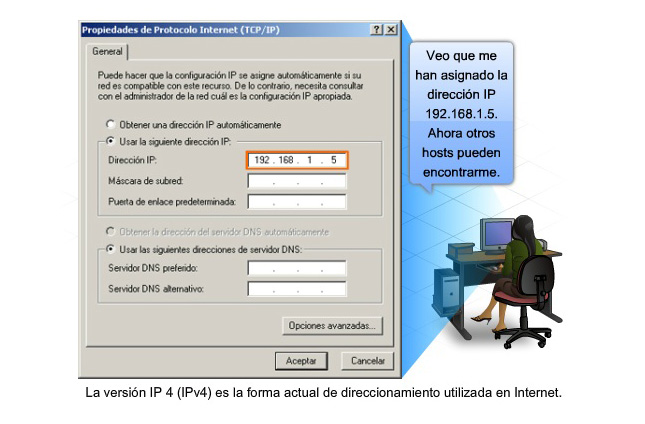 Propiedades de Protocolo Internet (TCP/IP)
General
Puede hacer que la configuración IP se asigne automáticamente si su
red es compatible con este recurso. De lo contrario, necesita consultar
con el administrador de la red cuál es la configuración IP apropiada.
Obtener una dirección IP automáticamente
Usar la siguiente dirección IP:
Dirección IP:
192 . 168 . 1 . 5
Máscara de subred:
Puerta de enlace predeterminada:
Obtener la dirección del servidor DNS automáticamente
Usar las siguientes direcciones de servidor DNS:
Servidor DNS preferido:
Servidor DNS alternativo:
Opciones avanzadas...
Aceptar
Cancelar
Veo que me
han asignado la
dirección IP
192.168.1.5.
Ahora otros
hosts pueden
encontrarme.
La versión IP 4 (IPv4) es la forma actual de direccionamiento utilizada en Internet.